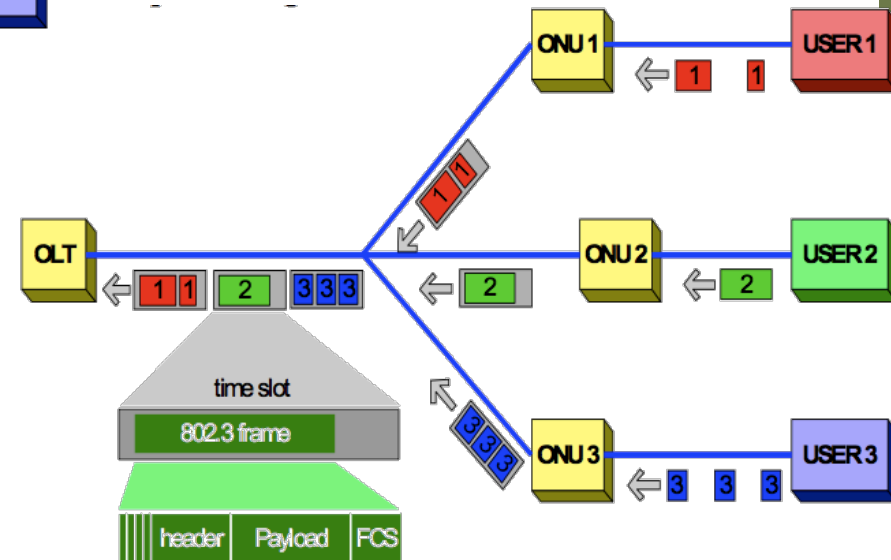 ONU 1
USER 1
1 1
1 1
OLT
ONU 2
USER 2
1 1 2 3 3 3
2
2
time slot
802.3 frame
3 3 3
ONU 3
USER 3
3 3 3
header Payload FCS